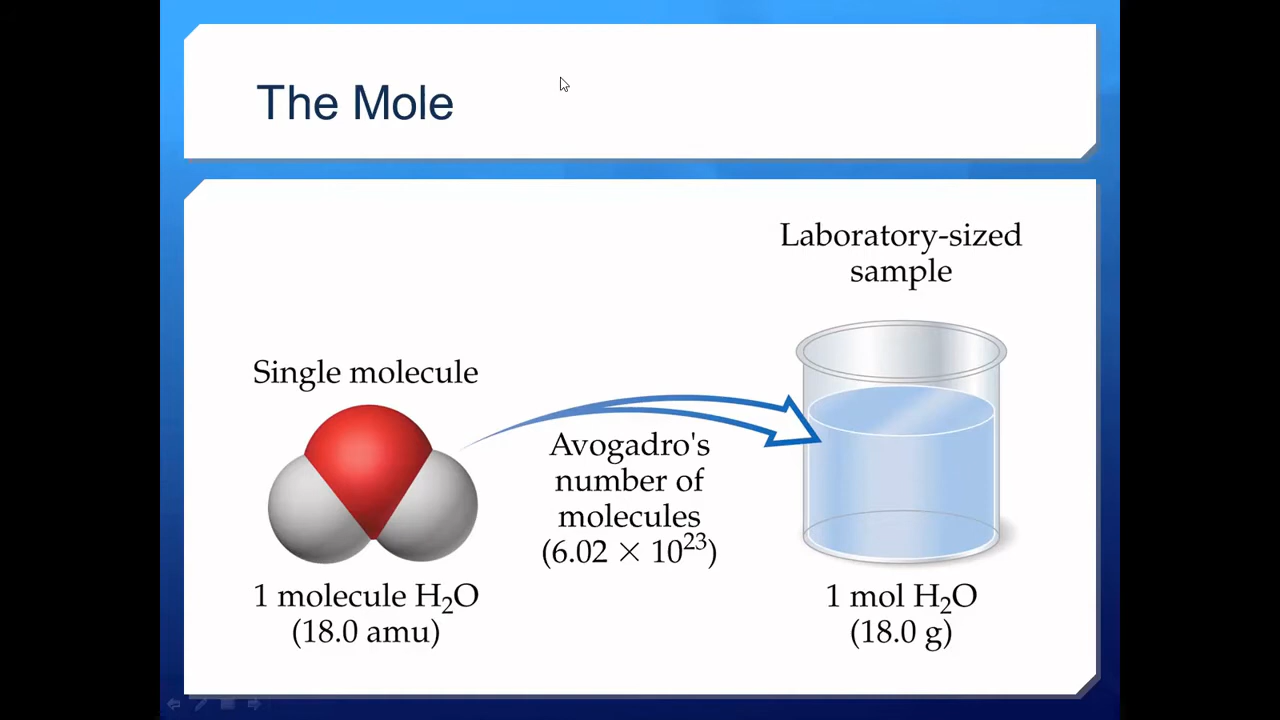 The Mole
Laboratory-sized
sample
Single molecule
Avogadro's
number of
molecules
(6.02 × 10²³)
1 molecule H₂O
(18.0 amu)
1 mol H₂O
(18.0 g)